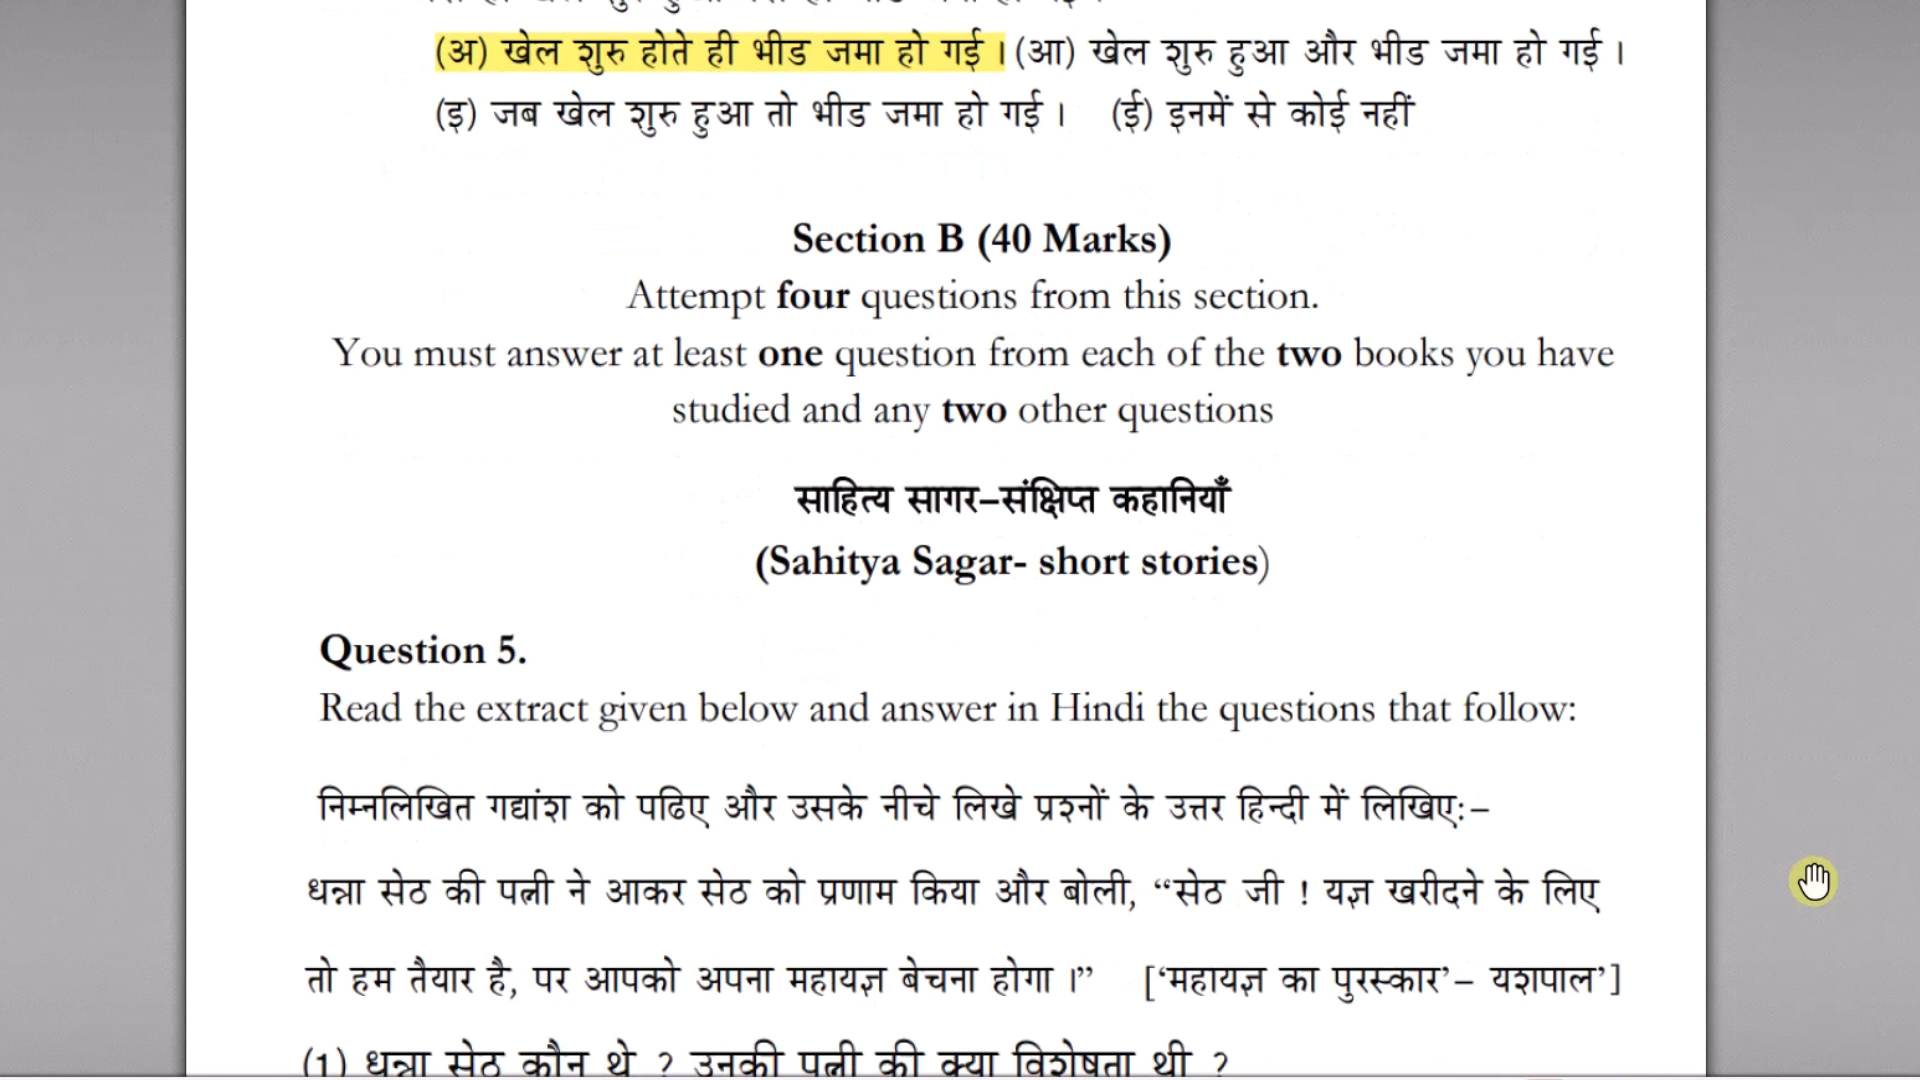 (अ) खेल शुरु होते ही भीड जमा हो गई । (आ) खेल शुरु हुआ और भीड जमा हो गई ।
(इ) जब खेल शुरु हुआ तो भीड जमा हो गई । (ई) इनमें से कोई नहीं
Section B (40 Marks)
Attempt four questions from this section.
You must answer at least one question from each of the two books you have
studied and any two other questions
साहित्य सागर–संक्षिप्त कहानियाँ
(Sahitya Sagar- short stories)
Question 5.
Read the extract given below and answer in Hindi the questions that follow:
निम्नलिखित गद्यांश को पढिए और उसके नीचे लिखे प्रश्नों के उत्तर हिन्दी में लिखिए:–
धन्ना सेठ की पत्नी ने आकर सेठ को प्रणाम किया और बोली, “सेठ जी ! यज्ञ खरीदने के लिए
तो हम तैयार है, पर आपको अपना महायज्ञ बेचना होगा ।” [‘महायज्ञ का पुरस्कार’– यशपाल’]
(1) धन्ना सेठ कौन थे ? उनकी पत्नी की क्या विशेषता थी ?